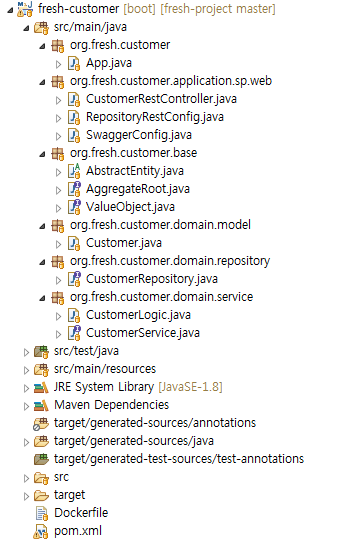 fresh-customer [boot] [fresh-project master]
src/main/java
org.fresh.customer
App.java
org.fresh.customer.application.sp.web
CustomerRestController.java
RepositoryRestConfig.java
SwaggerConfig.java
org.fresh.customer.base
AbstractEntity.java
AggregateRoot.java
ValueObject.java
org.fresh.customer.domain.model
Customer.java
org.fresh.customer.domain.repository
CustomerRepository.java
org.fresh.customer.domain.service
CustomerLogic.java
CustomerService.java
src/test/java
src/main/resources
JRE System Library [JavaSE-1.8]
Maven Dependencies
target/generated-sources/annotations
target/generated-sources/java
target/generated-test-sources/test-annotations
src
target
Dockerfile
pom.xml